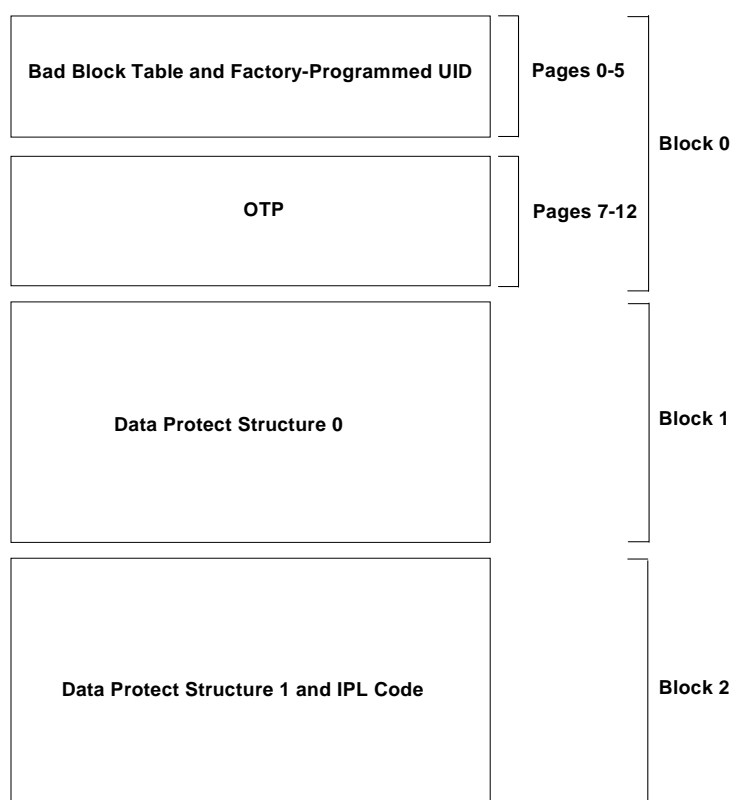 Bad Block Table and Factory-Programmed UID
Pages 0-5
Block 0
OTP
Pages 7-12
Data Protect Structure 0
Block 1
Data Protect Structure 1 and IPL Code
Block 2